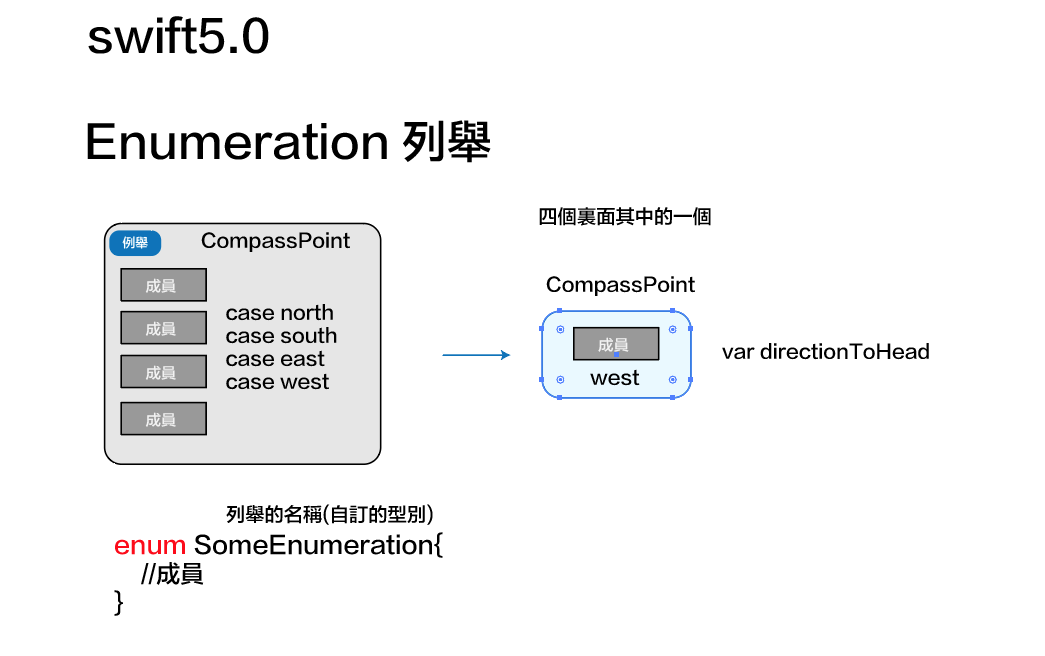 swift5.0
Enumeration 列舉
四個裏面其中的一個
例舉
CompassPoint
成員
成員
成員
成員
case north
case south
case east
case west
CompassPoint
成員
west
var directionToHead
列舉的名稱(自訂的型別)
enum SomeEnumeration{
//成員
}